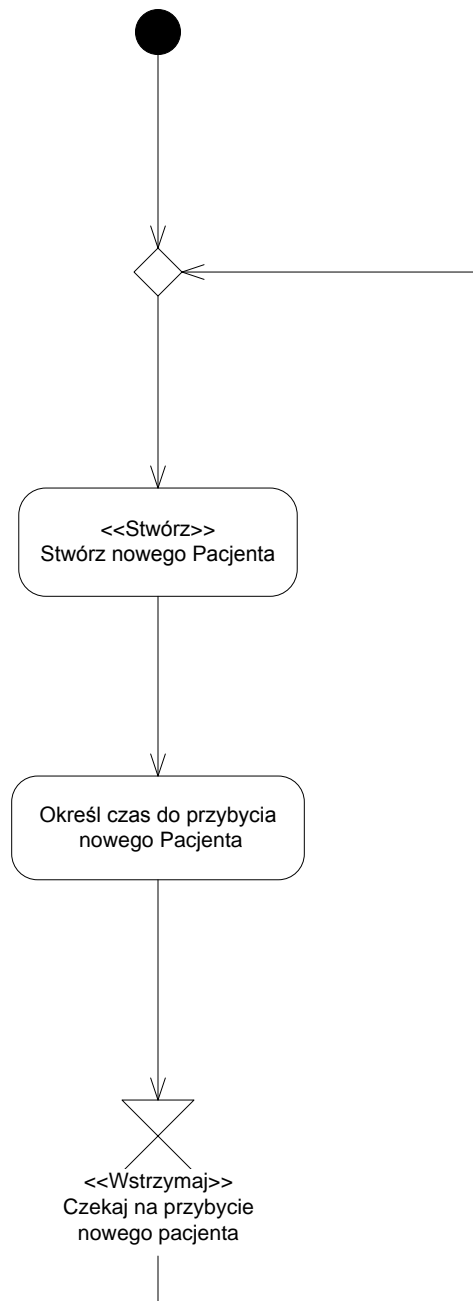 <<Stwórz>>
Stwórz nowego Pacjenta
Określ czas do przybycia
nowego Pacjenta
<<Wstrzymaj>>
Czekaj na przybycie
nowego pacjenta